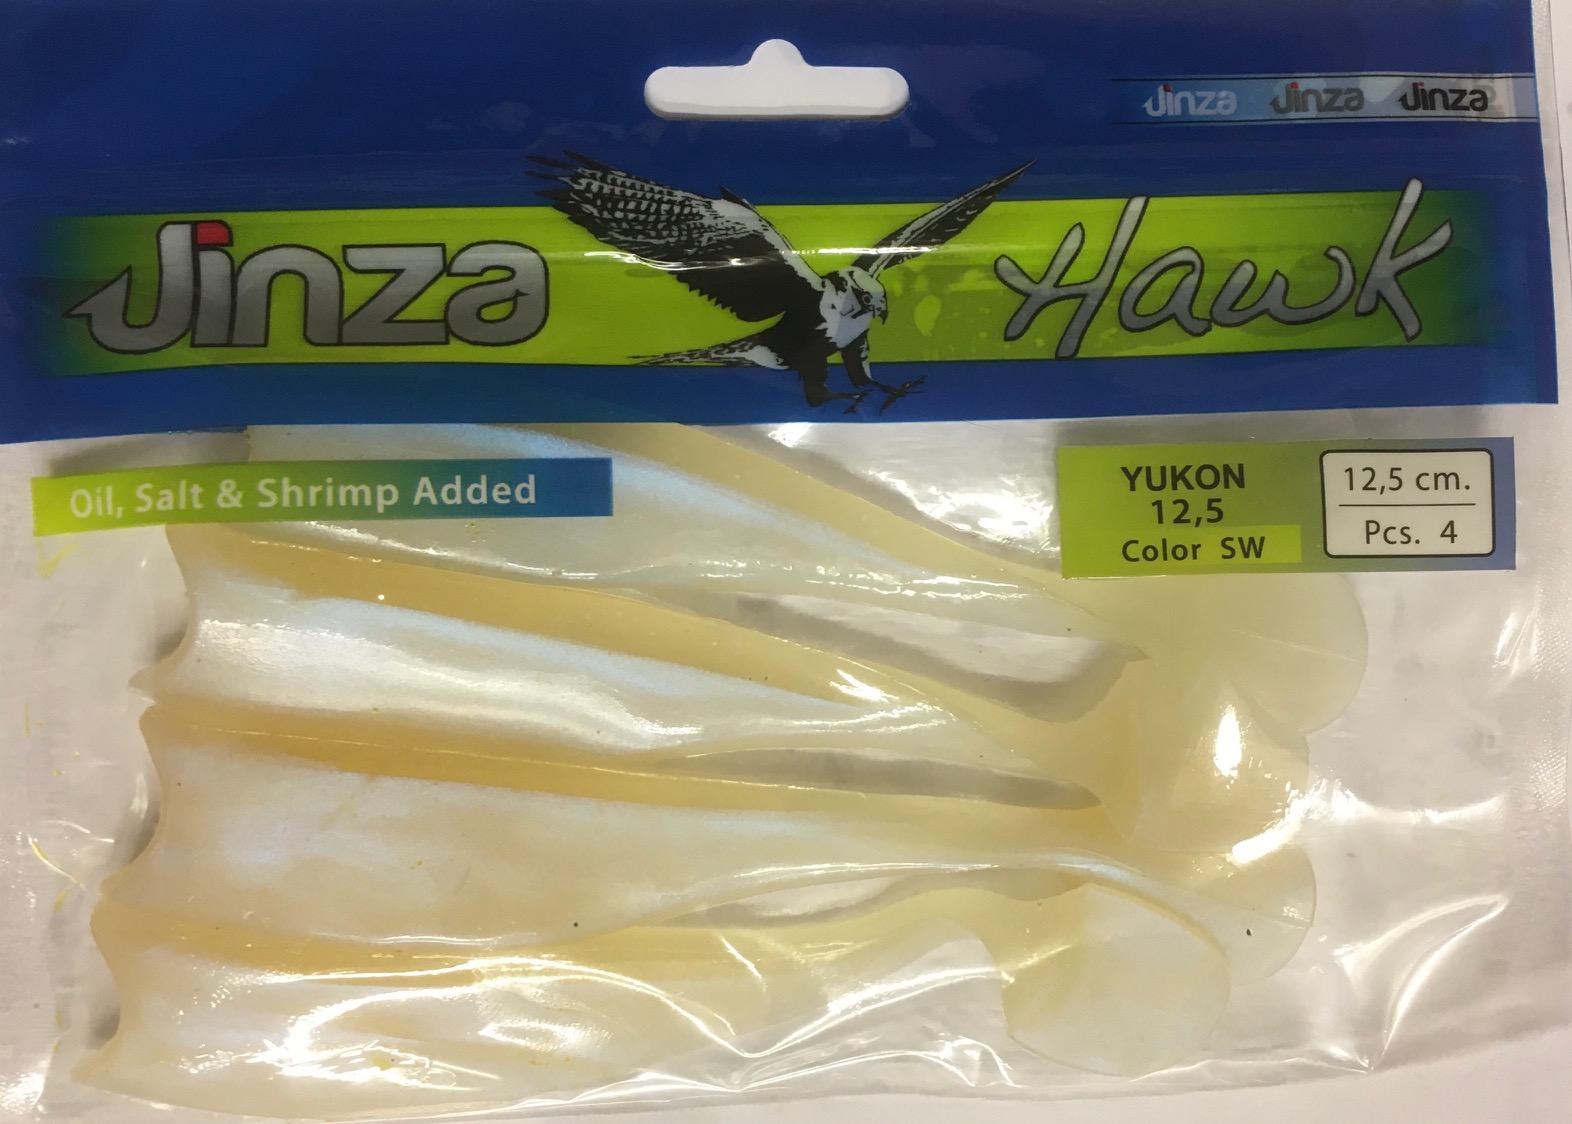 Jinza Jinza Jinza
Jinza Hawk
Oil, Salt & Shrimp Added
YUKON
12,5
Color SW
12,5 cm.
Pcs. 4